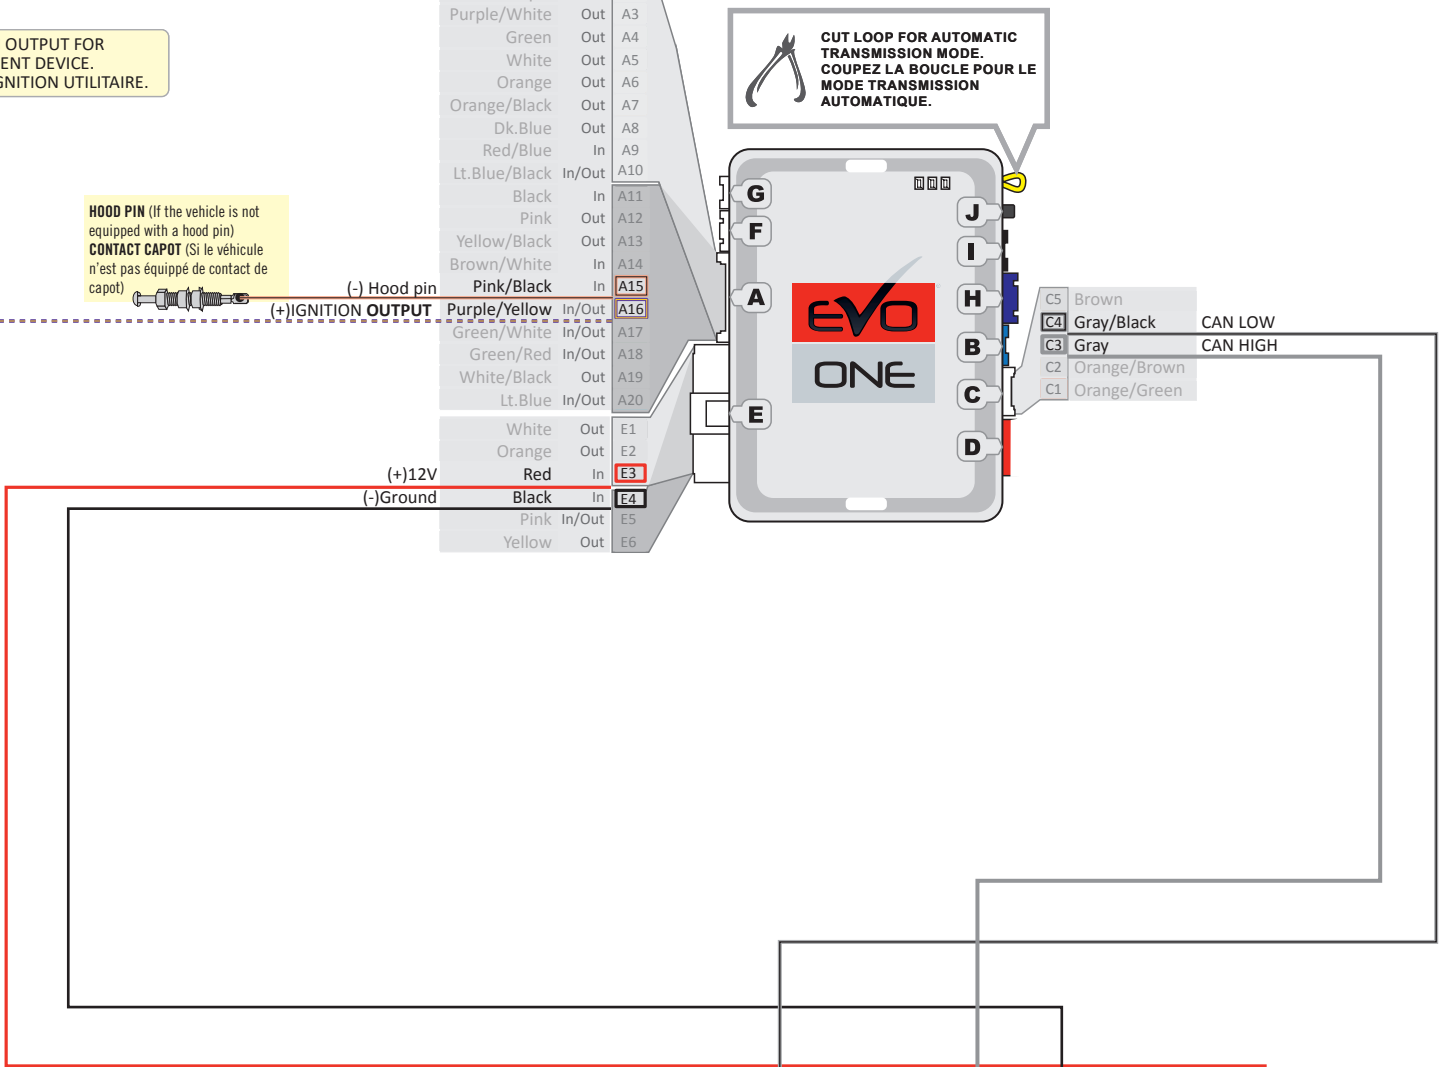 OUTPUT FOR
ENT DEVICE.
GNITION UTILITAIRE.
Purple/White Out A3
Green Out A4
White Out A5
Orange Out A6
Orange/Black Out A7
Dk.Blue Out A8
Red/Blue In A9
Lt.Blue/Black In/Out A10
Black In A11
Pink Out A12
Yellow/Black Out A13
Brown/White In A14
(-) Hood pin Pink/Black In A15
(+)IGNITION OUTPUT Purple/Yellow In/Out A16
Green/White In/Out A17
Green/Red In/Out A18
White/Black Out A19
Lt.Blue In/Out A20
White Out E1
Orange Out E2
(+)12V Red In E3
(-)Ground Black In E4
Pink In/Out E5
Yellow Out E6
HOOD PIN (If the vehicle is not
equipped with a hood pin)
CONTACT CAPOT (Si le véhicule
n'est pas équippé de contact de
capot)
CUT LOOP FOR AUTOMATIC
TRANSMISSION MODE.
COUPEZ LA BOUCLE POUR LE
MODE TRANSMISSION
AUTOMATIQUE.
G
F
A
E
J
I
H
B
C
D
EVO
ONE
C5 Brown
C4 Gray/Black CAN LOW
C3 Gray CAN HIGH
C2 Orange/Brown
C1 Orange/Green